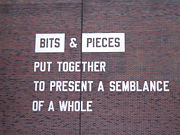 BITS & PIECES
PUT TOGETHER
TO PRESENT A SEMBLANCE
OF A WHOLE